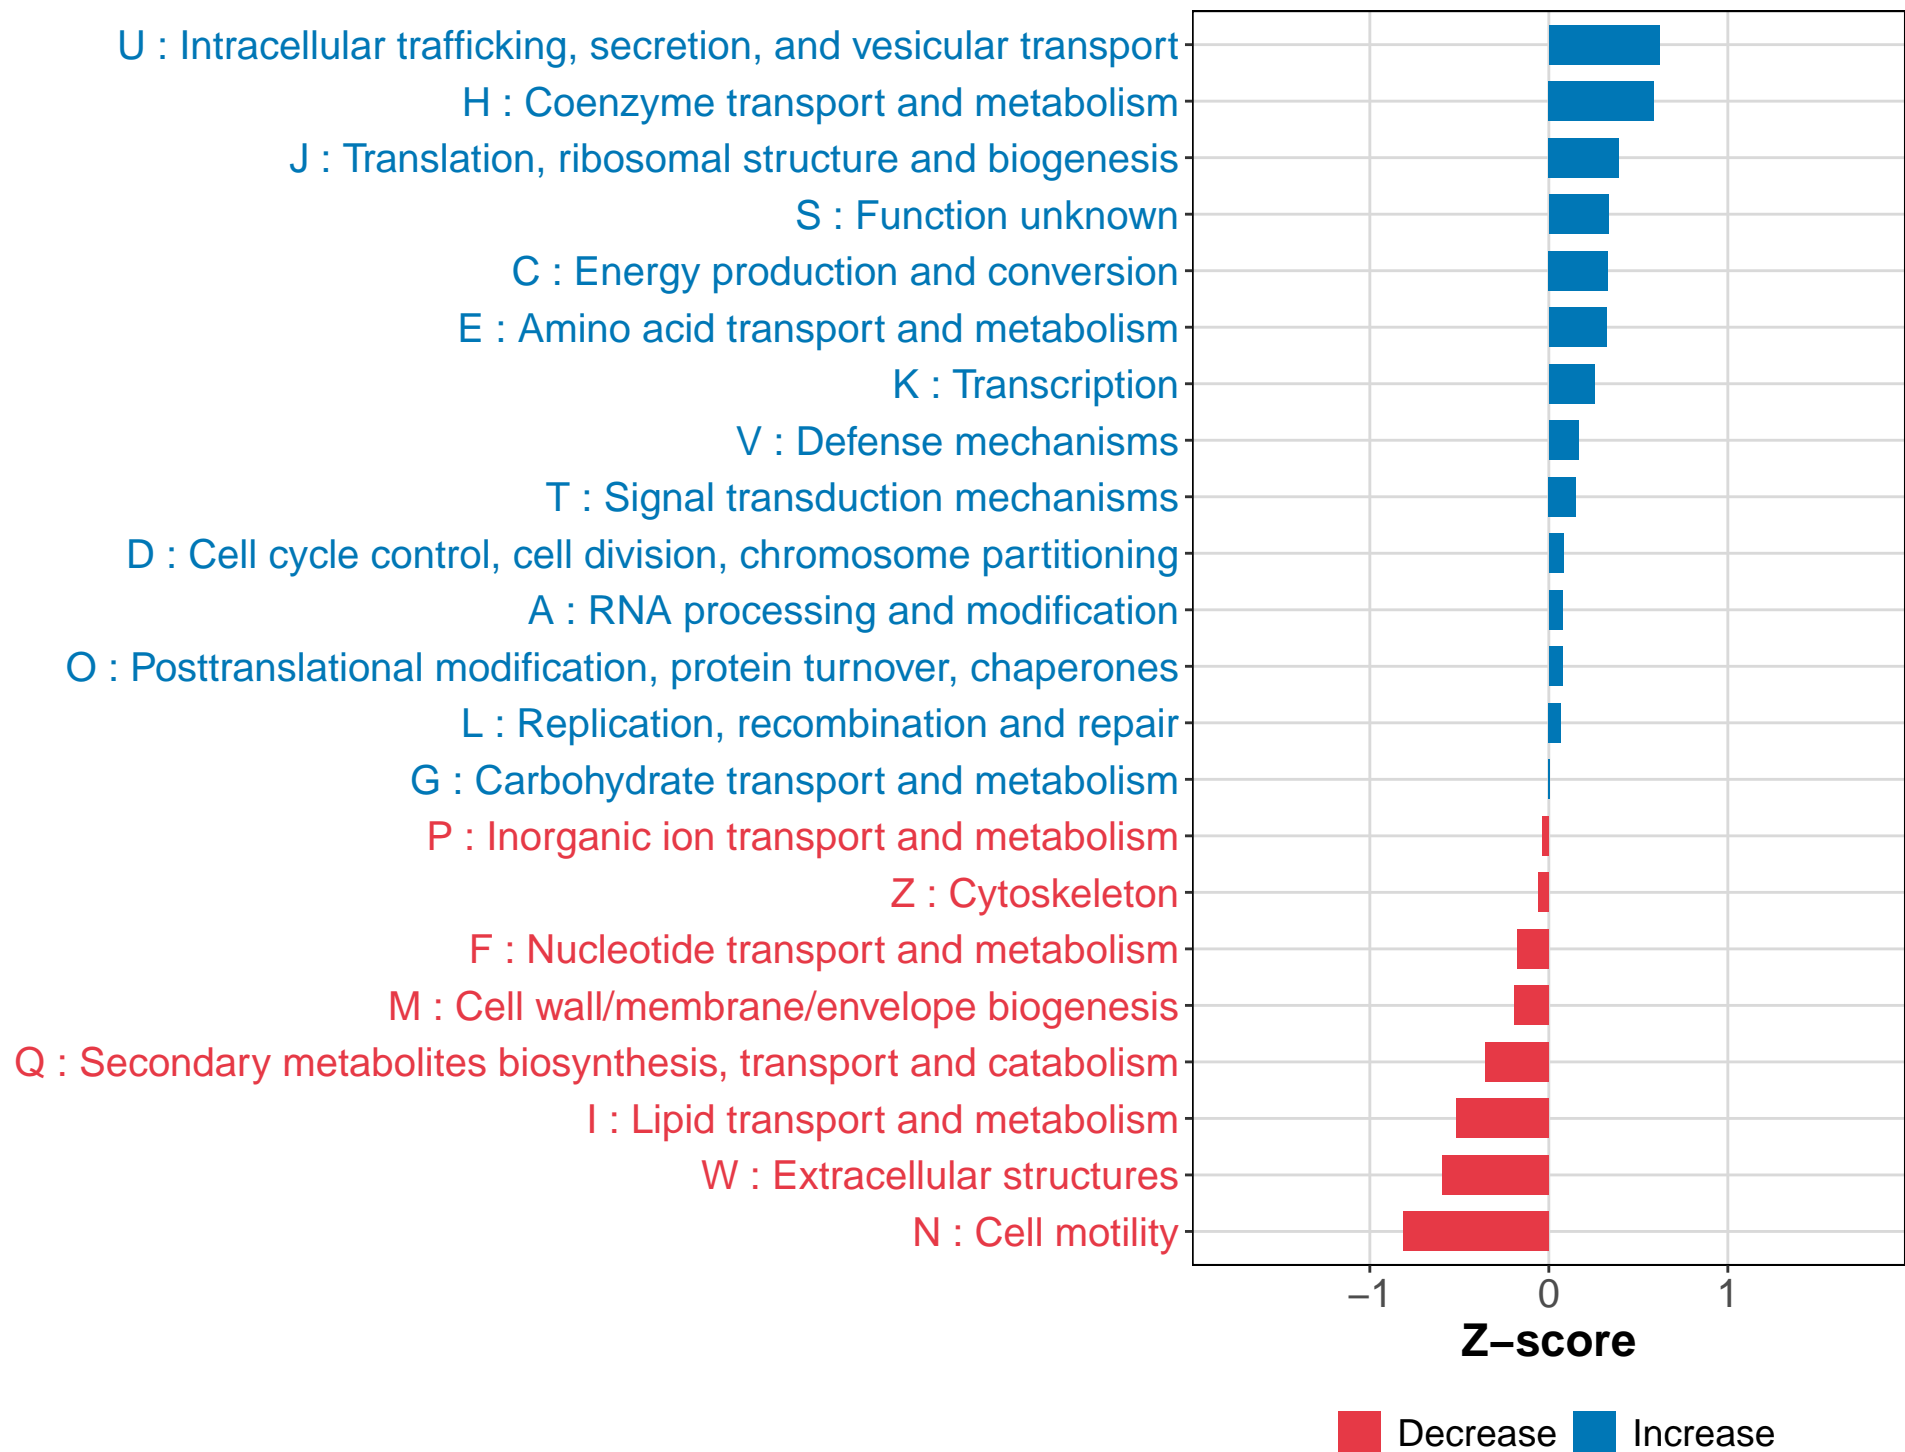 U : Intracellular trafficking, secretion, and vesicular transport
H : Coenzyme transport and metabolism
J : Translation, ribosomal structure and biogenesis
S : Function unknown
C : Energy production and conversion
E : Amino acid transport and metabolism
K : Transcription
V : Defense mechanisms
T : Signal transduction mechanisms
D : Cell cycle control, cell division, chromosome partitioning
A : RNA processing and modification
O : Posttranslational modification, protein turnover, chaperones
L : Replication, recombination and repair
G : Carbohydrate transport and metabolism
P : Inorganic ion transport and metabolism
Z : Cytoskeleton
F : Nucleotide transport and metabolism
M : Cell wall/membrane/envelope biogenesis
Q : Secondary metabolites biosynthesis, transport and catabolism
I : Lipid transport and metabolism
W : Extracellular structures
N : Cell motility
−1 0 1
Z−score
Decrease Increase